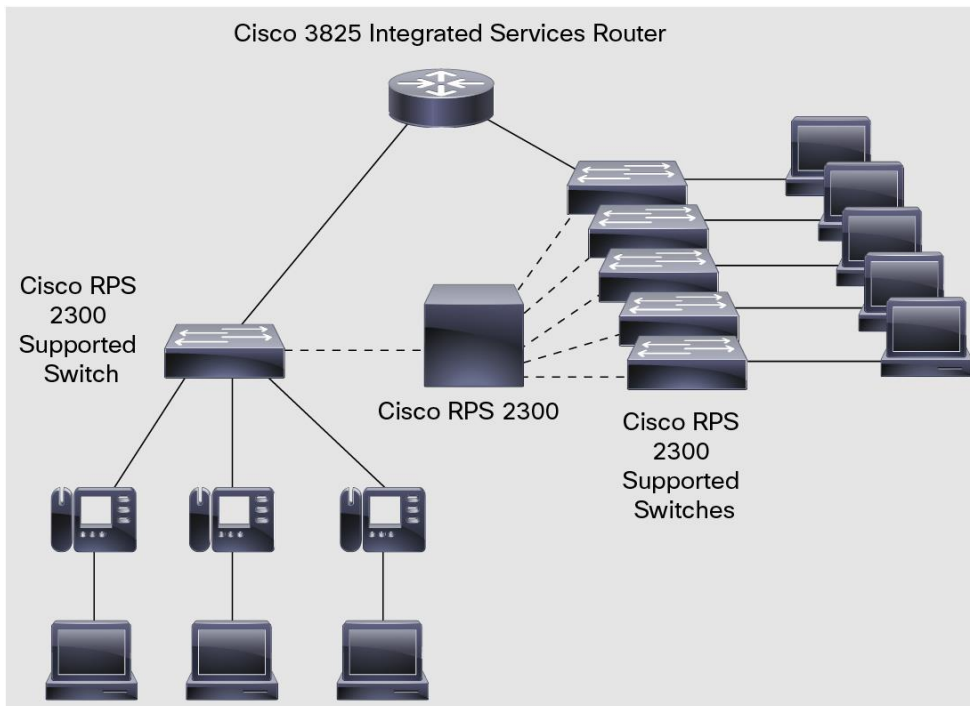 Cisco 3825 Integrated Services Router
Cisco RPS
2300
Supported
Switch
Cisco RPS 2300
Cisco RPS
2300
Supported
Switches